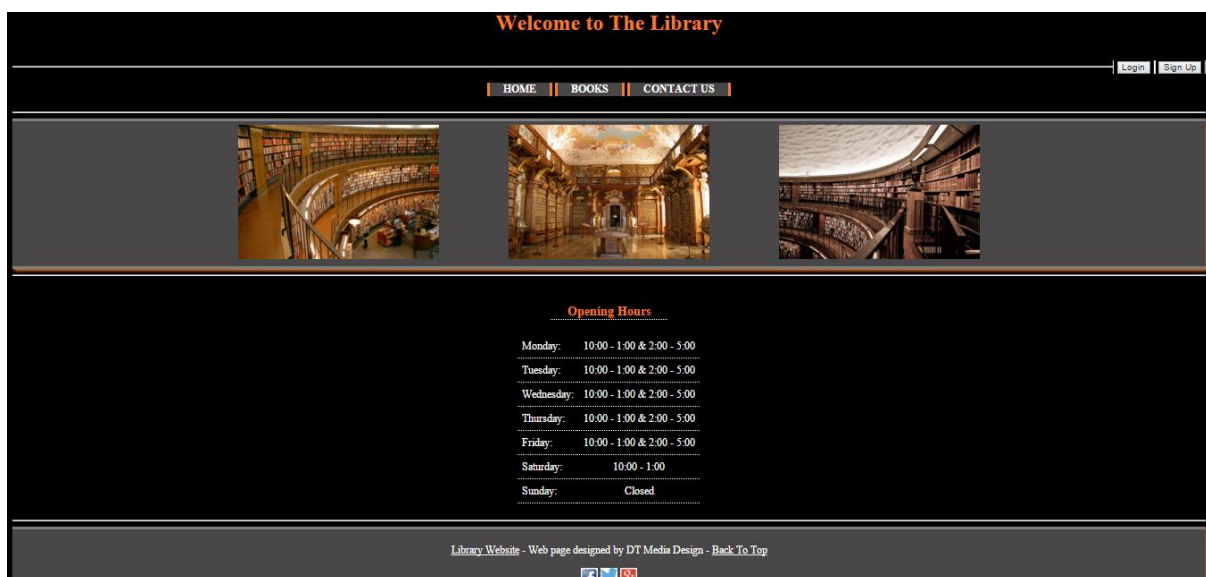 Welcome to The Library
Login Sign Up
HOME BOOKS CONTACT US
Opening Hours
Monday: 10:00 - 1:00 & 2:00 - 5:00
Tuesday: 10:00 - 1:00 & 2:00 - 5:00
Wednesday: 10:00 - 1:00 & 2:00 - 5:00
Thursday: 10:00 - 1:00 & 2:00 - 5:00
Friday: 10:00 - 1:00 & 2:00 - 5:00
Saturday: 10:00 - 1:00
Sunday: Closed
Library Website - Web page designed by DT Media Design - Back To Top